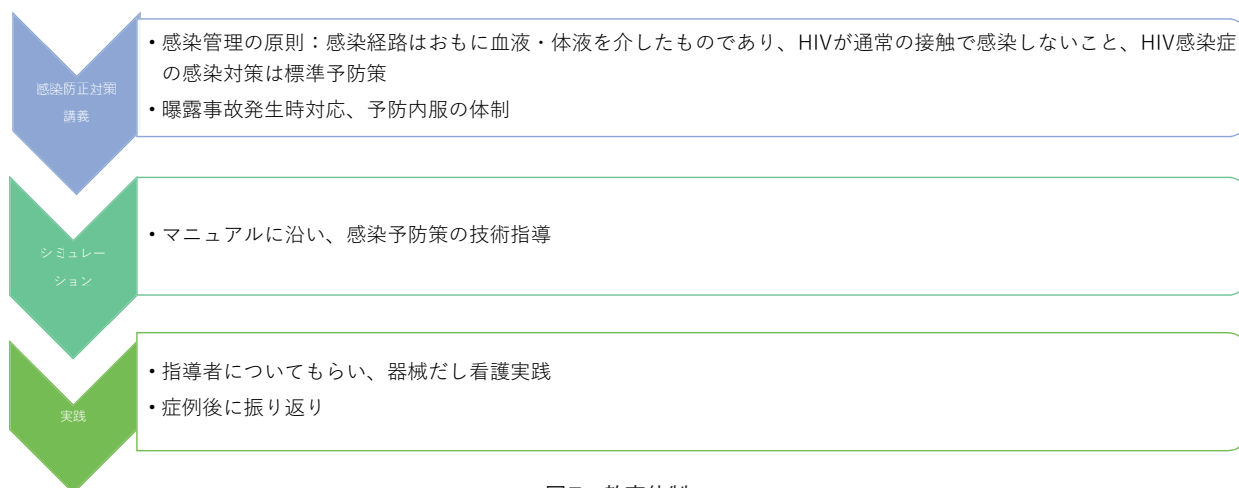 感染防止対策
講義
• 感染管理の原則：感染経路はおもに血液・体液を介したものであり、HIVが通常の接触で感染しないこと、HIV感染症
の感染対策は標準予防策
• 曝露事故発生時対応、予防内服の体制
シミュレー
ション
• マニュアルに沿い、感染予防策の技術指導
実践
• 指導者についてもらい、器械だし看護実践
• 症例後に振り返り